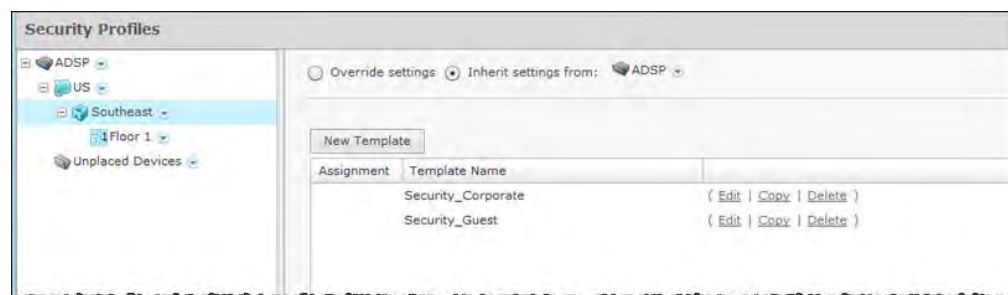 Security Profiles
ADSP
US
Southeast
1 Floor 1
Unplaced Devices
Override settings Inherit settings from: ADSP
New Template
Assignment Template Name
Security_Corporate ( Edit | Copy | Delete )
Security_Guest ( Edit | Copy | Delete )